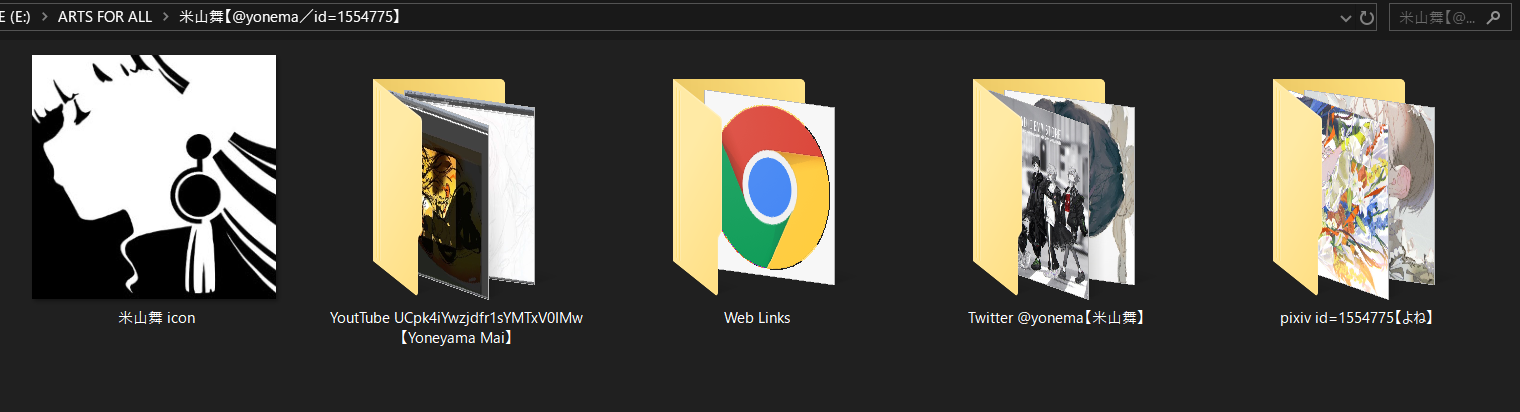 E (E:) > ARTS FOR ALL > 米山舞【@yonema／id=1554775】
米山舞【@...
米山舞 icon
YoutTube UCpk4iYwzjdfr1sYMTxV0IMw
【Yoneyama Mai】
Web Links
Twitter @yonema【米山舞】
pixiv id=1554775【よね】